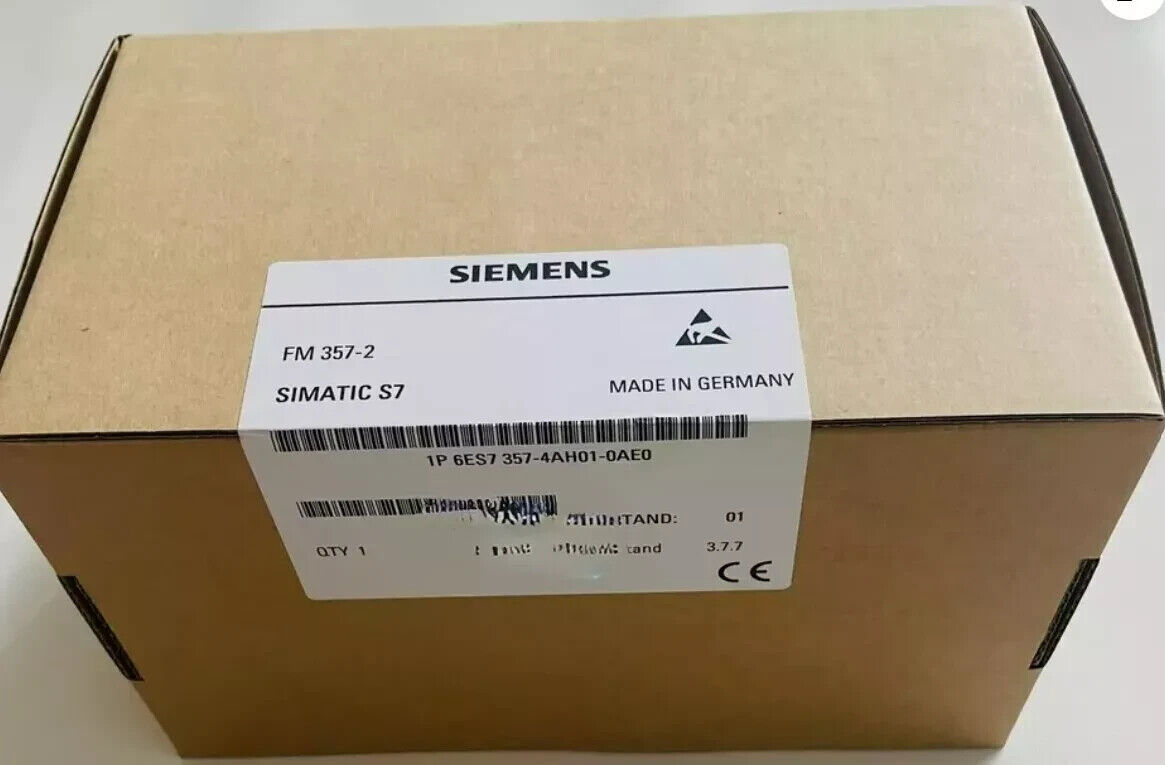 SIEMENS
FM 357-2
SIMATIC S7
MADE IN GERMANY
1P 6ES7 357-4AH01-0AE0
01
QTY 1
3.7.7
CE